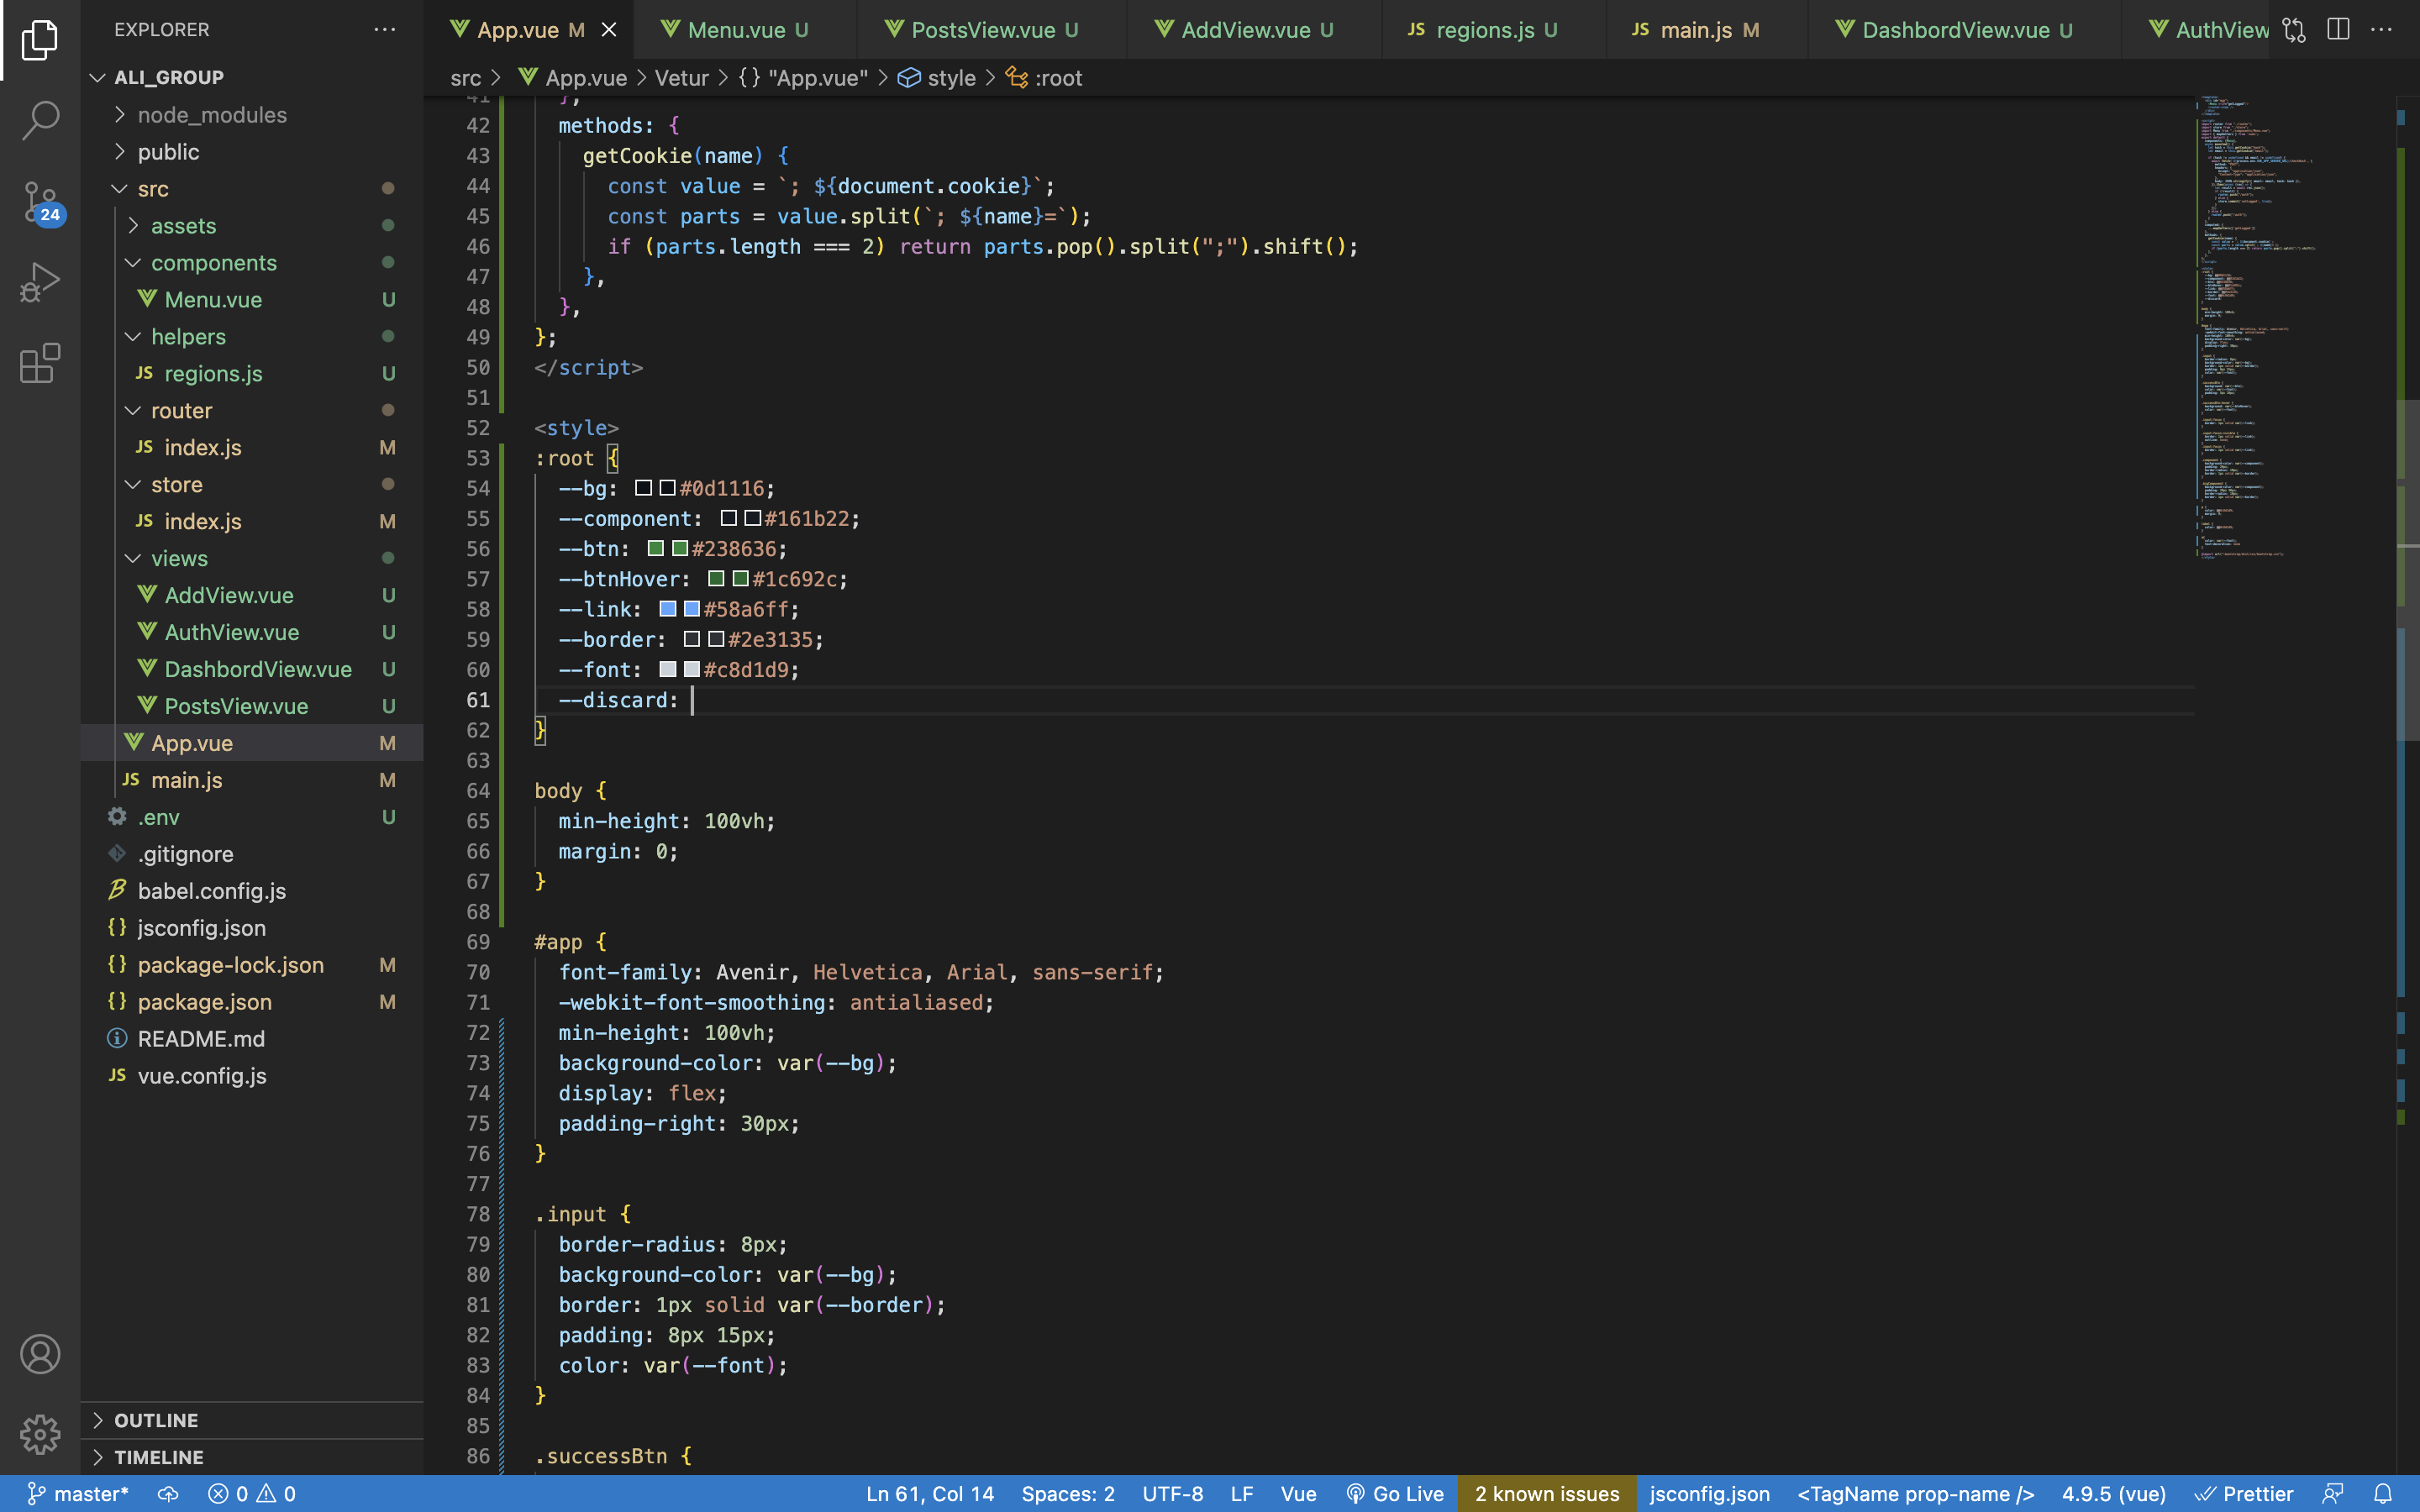 EXPLORER
ALI_GROUP
node_modules
public
src
assets
components
Menu.vue U
helpers
regions.js U
router
JS index.js M
store
JS index.js M
views
AddView.vue U
AuthView.vue U
DashbordView.vue U
PostsView.vue U
App.vue M
JS main.js M
.env U
.gitignore
babel.config.js
{} jsconfig.json
{} package-lock.json M
{} package.json M
README.md
JS vue.config.js
OUTLINE
TIMELINE
24
App.vue M
Menu.vue U
PostsView.vue U
AddView.vue U
JS regions.js U
JS main.js M
DashbordView.vue U
AuthView
src > App.vue > Vetur > {} "App.vue" > style > :root
41 },
42 methods: {
43 getCookie(name) {
44 const value = `; ${document.cookie}`;
45 const parts = value.split(`; ${name}=`);
46 if (parts.length === 2) return parts.pop().split(";").shift();
47 },
48 },
49 };
50 </script>
51
52 <style>
53 :root {
54 --bg: #0d1116;
55 --component: #161b22;
56 --btn: #238636;
57 --btnHover: #1c692c;
58 --link: #58a6ff;
59 --border: #2e3135;
60 --font: #c8d1d9;
61 --discard:
62 }
63
64 body {
65 min-height: 100vh;
66 margin: 0;
67 }
68
69 #app {
70 font-family: Avenir, Helvetica, Arial, sans-serif;
71 -webkit-font-smoothing: antialiased;
72 min-height: 100vh;
73 background-color: var(--bg);
74 display: flex;
75 padding-right: 30px;
76 }
77
78 .input {
79 border-radius: 8px;
80 background-color: var(--bg);
81 border: 1px solid var(--border);
82 padding: 8px 15px;
83 color: var(--font);
84 }
85
86 .successBtn {
master* 0 0
Ln 61, Col 14 Spaces: 2 UTF-8 LF Vue Go Live 2 known issues jsconfig.json <TagName prop-name /> 4.9.5 (vue) Prettier